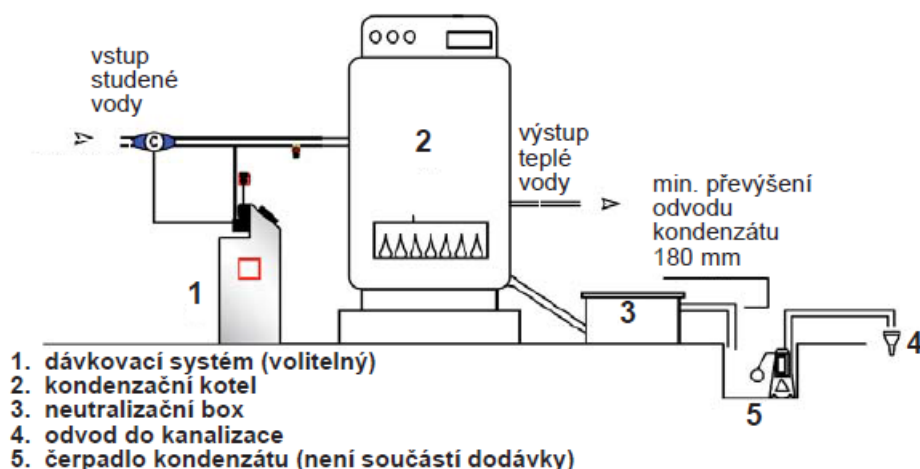 vstup
studené
vody
C
2
výstup
teplé
vody
min. převýšení
odvodu
kondenzátu
180 mm
1
3
4
5
1. dávkovací systém (volitelný)
2. kondenzační kotel
3. neutralizační box
4. odvod do kanalizace
5. čerpadlo kondenzátu (není součástí dodávky)